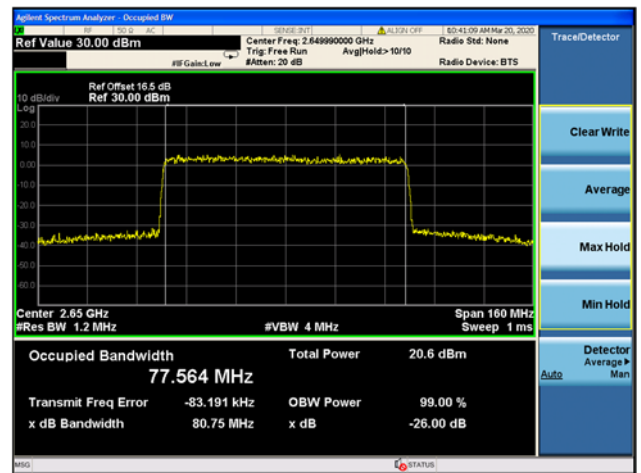 Agilent Spectrum Analyzer - Occupied BW
RF 50 Ω AC SENSE:INT ALIGN OFF 10:41:09 AM Mar 20, 2020
Ref Value 30.00 dBm
Center Freq: 2.649990000 GHz
Radio Std: None
Trig: Free Run Avg|Hold:> 10/10
#IFGain:Low #Atten: 20 dB Radio Device: BTS
Trace/Detector
Ref Offset 16.5 dB
10 dB/div Ref 30.00 dBm
Log
20.0
10.0
0.00
-10.0
-20.0
-30.0
-40.0
-50.0
-60.0
Clear Write
Average
Max Hold
Min Hold
Center 2.65 GHz Span 160 MHz
#Res BW 1.2 MHz #VBW 4 MHz Sweep 1 ms
Occupied Bandwidth Total Power 20.6 dBm
77.564 MHz
Transmit Freq Error -83.191 kHz OBW Power 99.00 %
x dB Bandwidth 80.75 MHz x dB -26.00 dB
Detector
Average
Auto Man
MSG STATUS